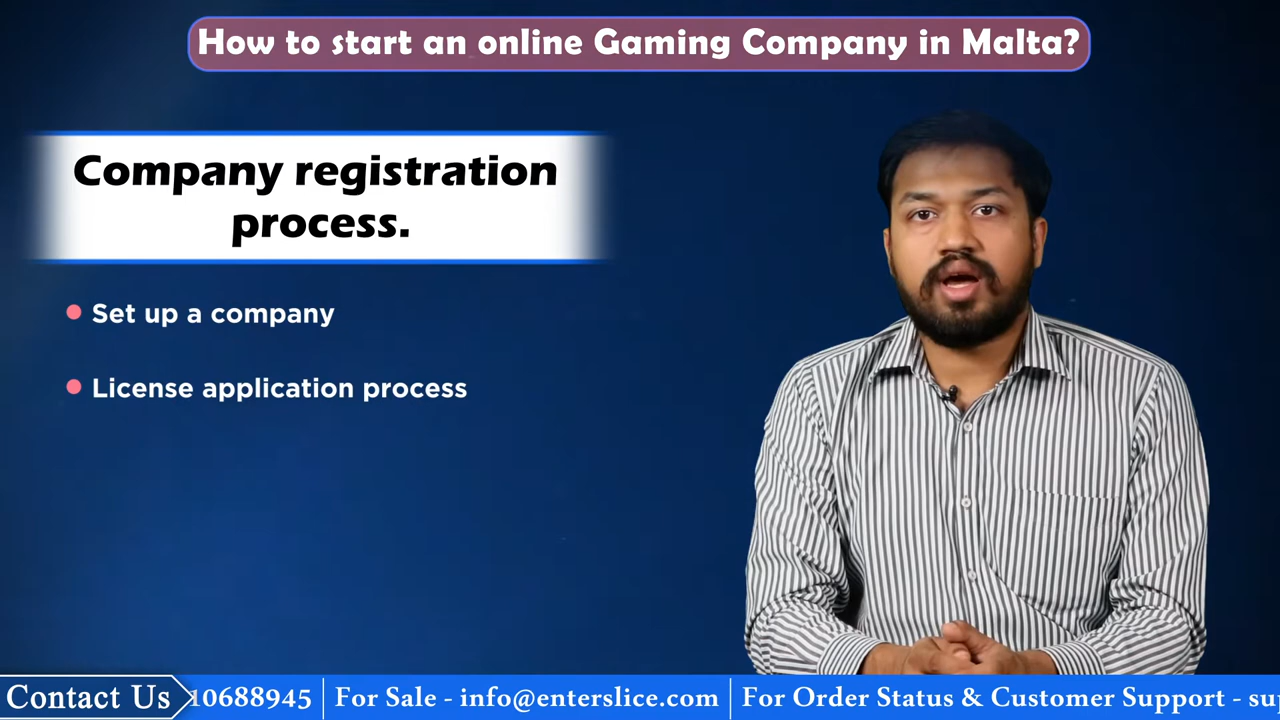 How to start an online Gaming Company in Malta?
Company registration
process.
Set up a company
License application process
Contact Us 10688945 For Sale - info@enterslice.com For Order Status & Customer Support -